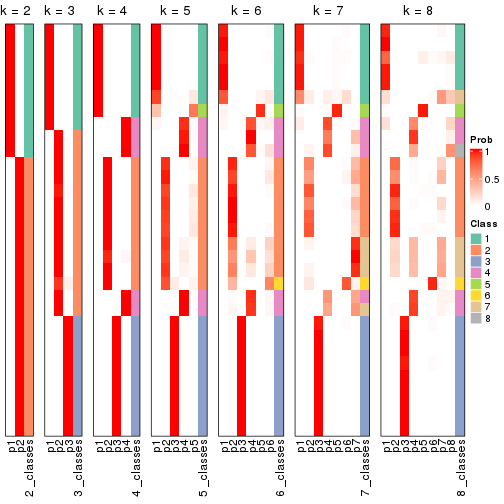 k = 2 k = 3 k = 4 k = 5 k = 6 k = 7 k = 8
Prob
1
0.5
0
Class
1
2
3
4
5
6
7
8
p1 p2 2_classes
p1 p2 p3 3_classes
p1 p2 p3 p4 4_classes
p1 p2 p3 p4 p5 5_classes
p1 p2 p3 p4 p5 p6 6_classes
p1 p2 p3 p4 p5 p6 p7 7_classes
p1 p2 p3 p4 p5 p6 p7 p8 8_classes